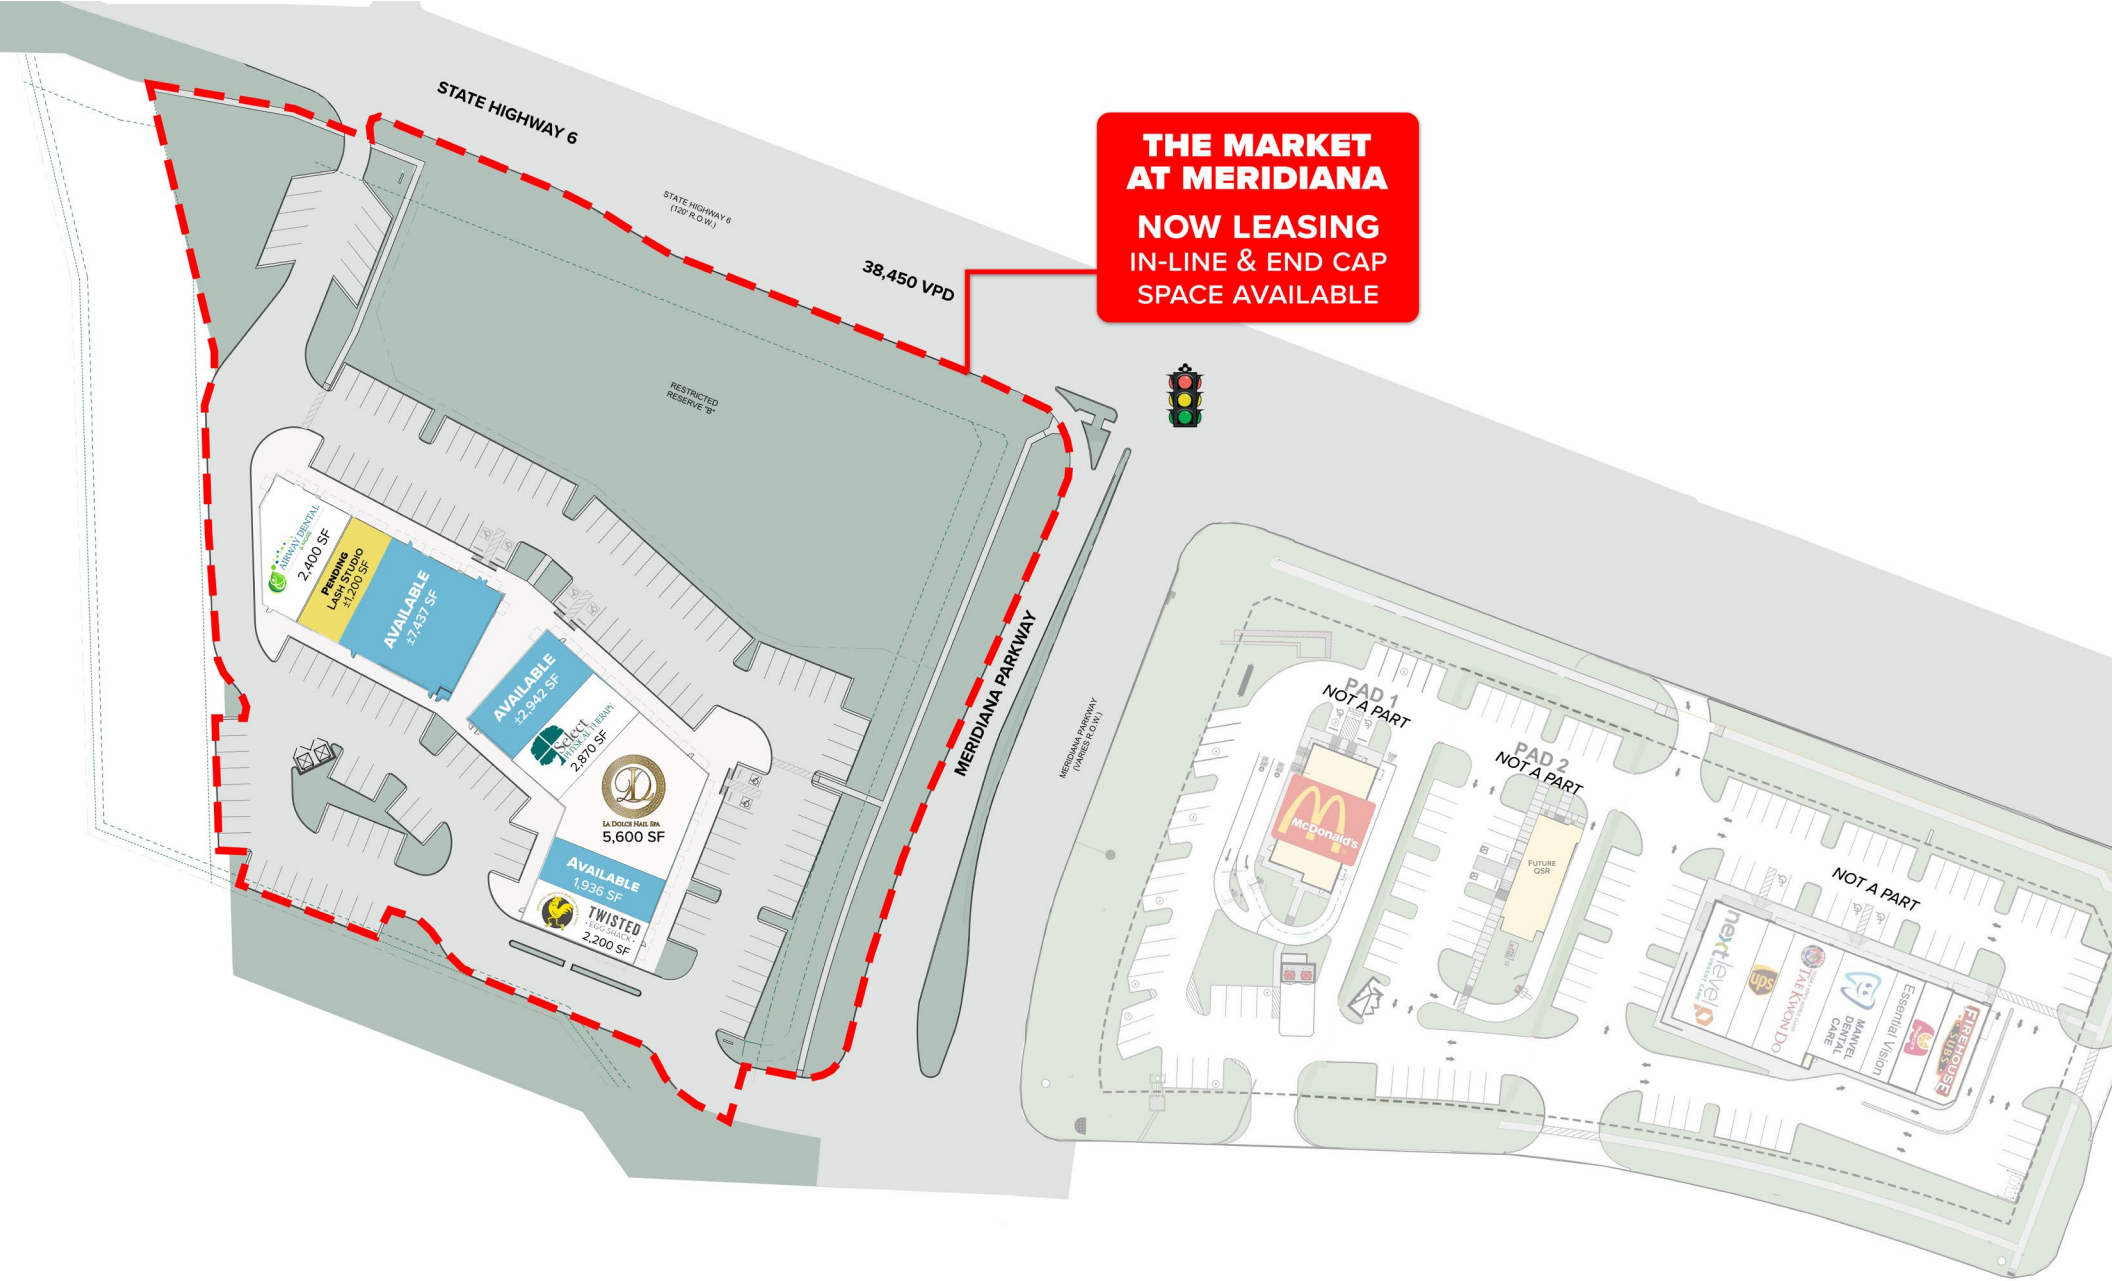 STATE HIGHWAY 6
STATE HIGHWAY 6
(120' R.O.W.)
38,450 VPD
THE MARKET
AT MERIDIANA
NOW LEASING
IN-LINE & END CAP
SPACE AVAILABLE
RESTRICTED
RESERVE "B"
AIRWAY DENTAL
& MORE
2,400 SF
PENDING
LASH STUDIO
±1,200 SF
AVAILABLE
±7,437 SF
AVAILABLE
±2,942 SF
Select
PHYSICAL THERAPY
2,870 SF
LD
LA DOLCE NAIL SPA
5,600 SF
AVAILABLE
1,936 SF
TWISTED
EGG SHACK
2,200 SF
MERIDIANA PARKWAY
MERIDIANA PARKWAY
(VARIES R.O.W.)
PAD 1
NOT A PART
McDonald's
PAD 2
NOT A PART
FUTURE
QSR
NOT A PART
nextlevel
URGENT CARE
ups
TAE KWON DO
MANVEL
DENTAL
CARE
Essential Vision
FIREHOUSE
SUBS